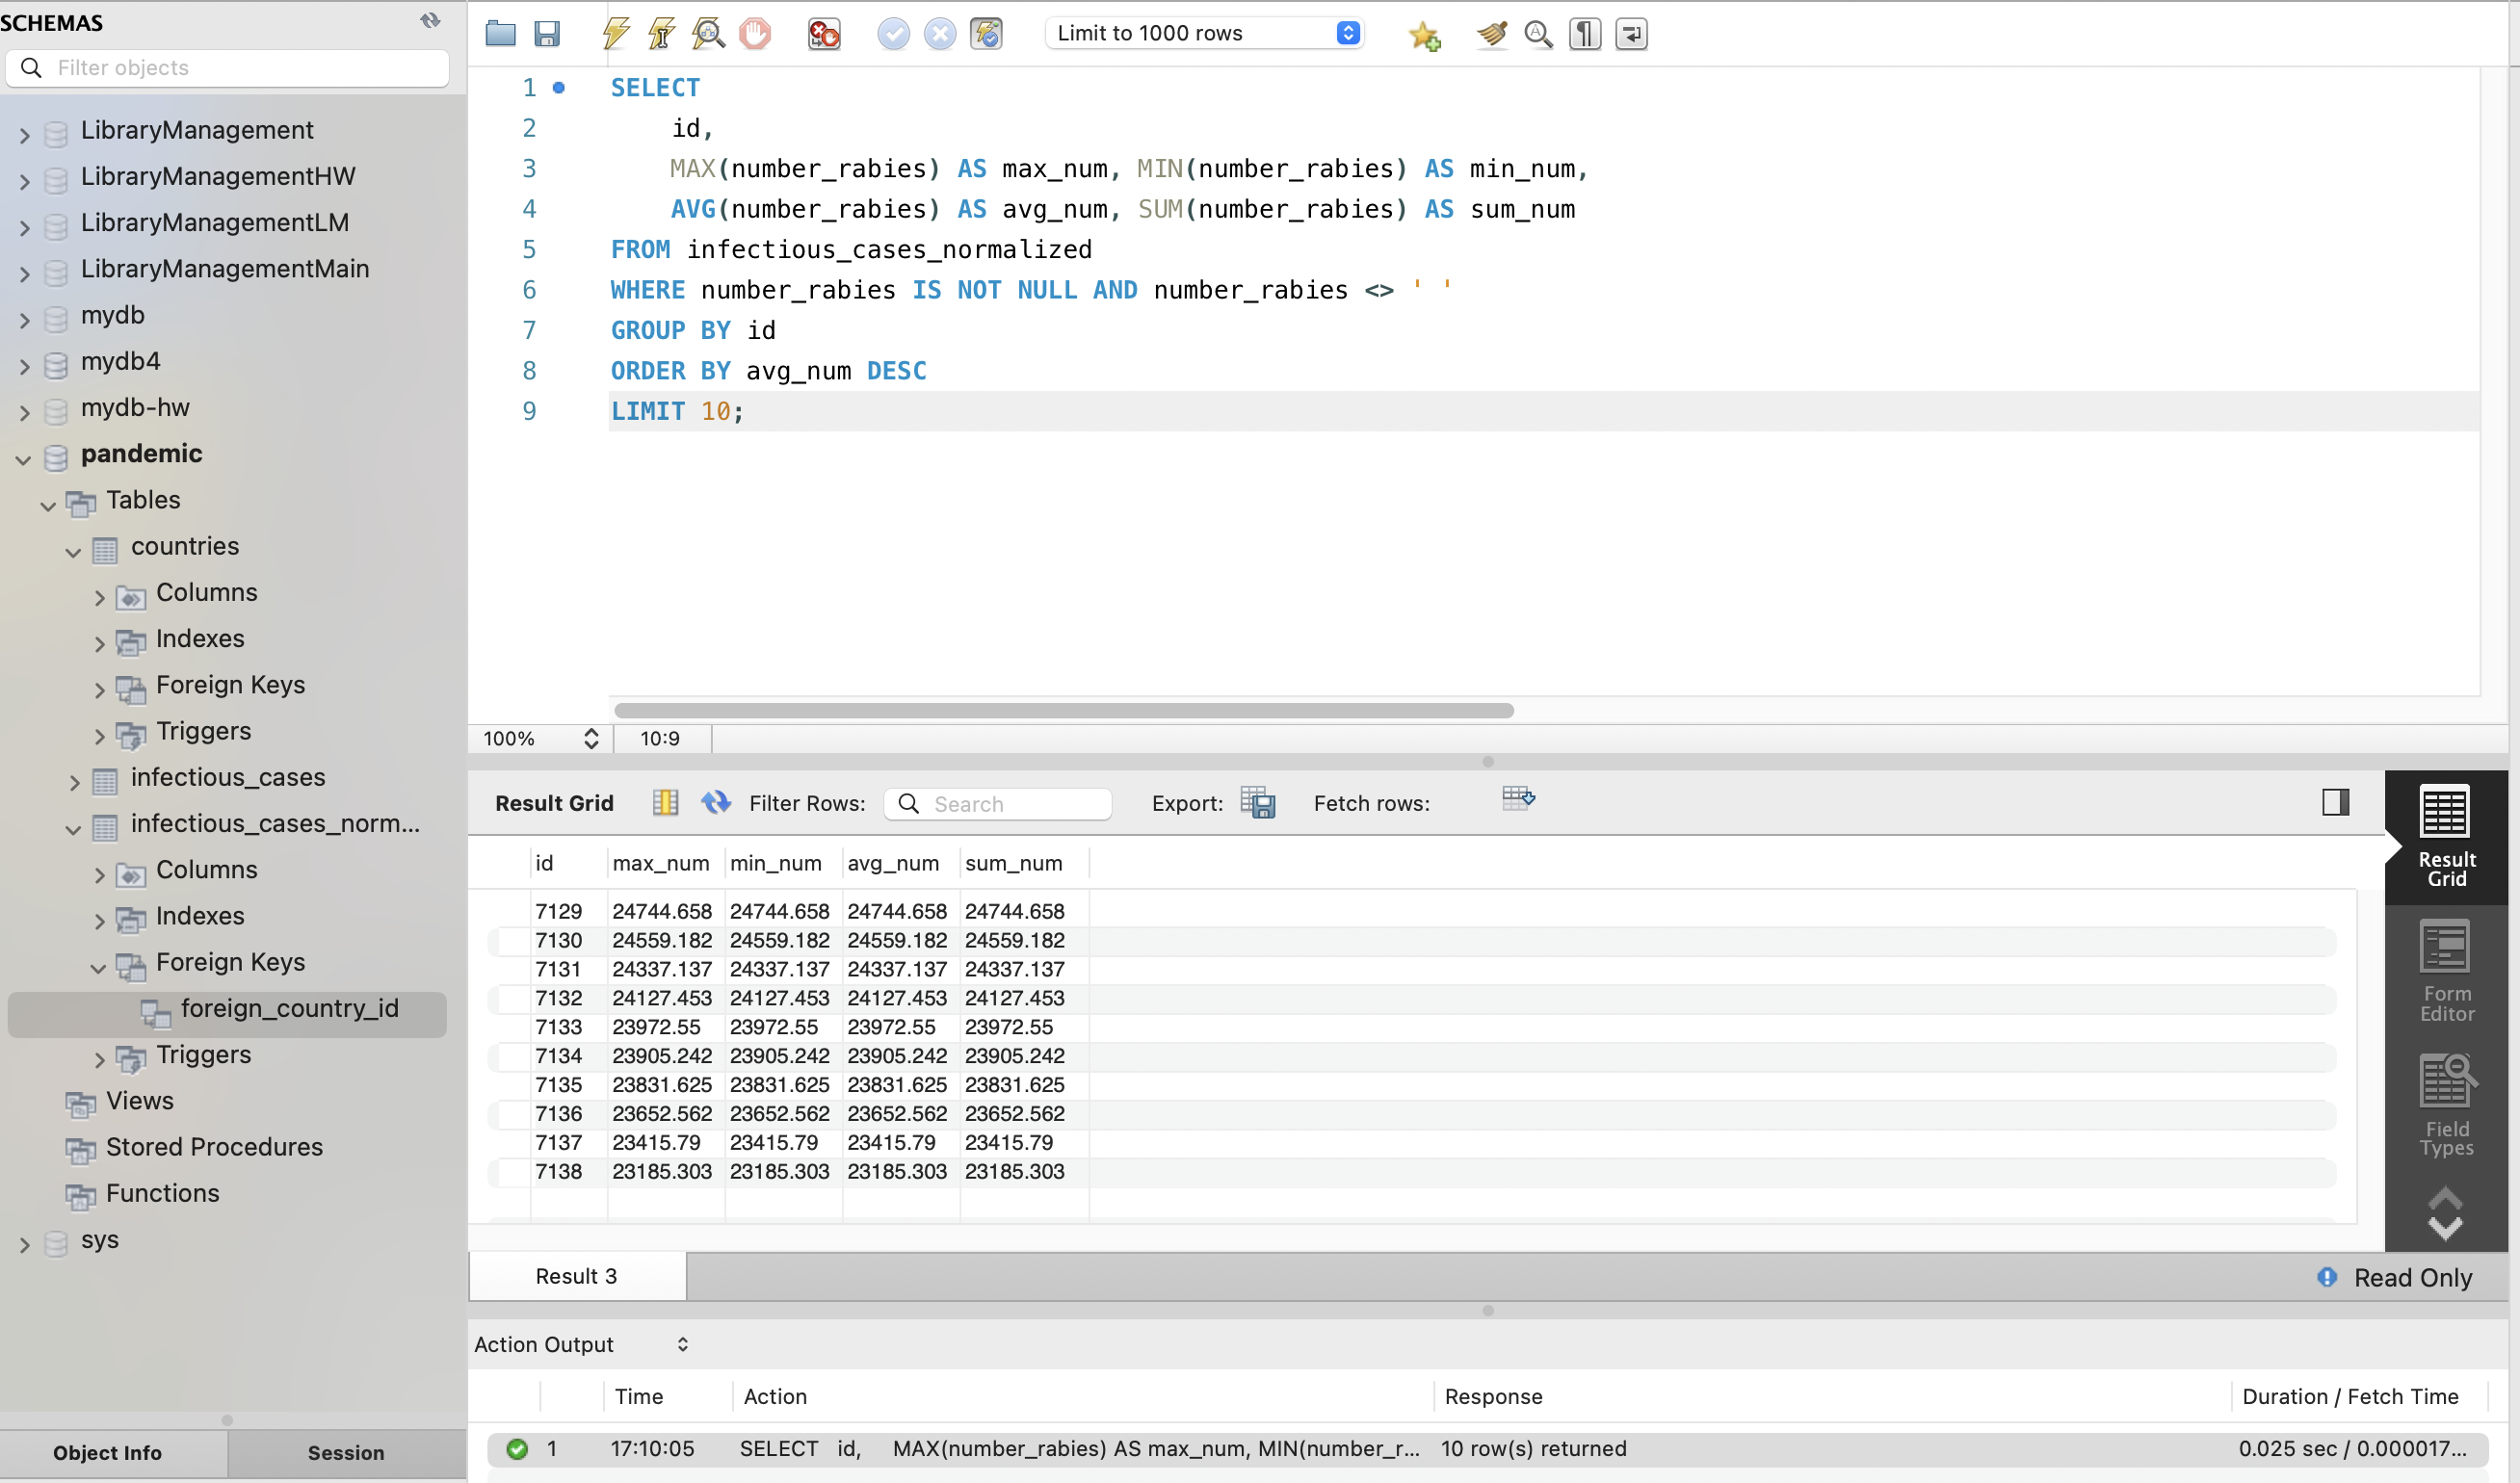 SCHEMAS
Filter objects
LibraryManagement
LibraryManagementHW
LibraryManagementLM
LibraryManagementMain
mydb
mydb4
mydb-hw
pandemic
Tables
countries
Columns
Indexes
Foreign Keys
Triggers
infectious_cases
infectious_cases_norm...
Columns
Indexes
Foreign Keys
foreign_country_id
Triggers
Views
Stored Procedures
Functions
sys
Object Info Session
Limit to 1000 rows
1 SELECT
2 id,
3 MAX(number_rabies) AS max_num, MIN(number_rabies) AS min_num,
4 AVG(number_rabies) AS avg_num, SUM(number_rabies) AS sum_num
5 FROM infectious_cases_normalized
6 WHERE number_rabies IS NOT NULL AND number_rabies <> ' '
7 GROUP BY id
8 ORDER BY avg_num DESC
9 LIMIT 10;
100% 10:9
Result Grid Filter Rows: Search Export: Fetch rows:
id max_num min_num avg_num sum_num
7129 24744.658 24744.658 24744.658 24744.658
7130 24559.182 24559.182 24559.182 24559.182
7131 24337.137 24337.137 24337.137 24337.137
7132 24127.453 24127.453 24127.453 24127.453
7133 23972.55 23972.55 23972.55 23972.55
7134 23905.242 23905.242 23905.242 23905.242
7135 23831.625 23831.625 23831.625 23831.625
7136 23652.562 23652.562 23652.562 23652.562
7137 23415.79 23415.79 23415.79 23415.79
7138 23185.303 23185.303 23185.303 23185.303
Result
Grid
Form
Editor
Field
Types
Result 3 Read Only
Action Output
Time Action Response Duration / Fetch Time
1 17:10:05 SELECT id, MAX(number_rabies) AS max_num, MIN(number_r... 10 row(s) returned 0.025 sec / 0.000017...